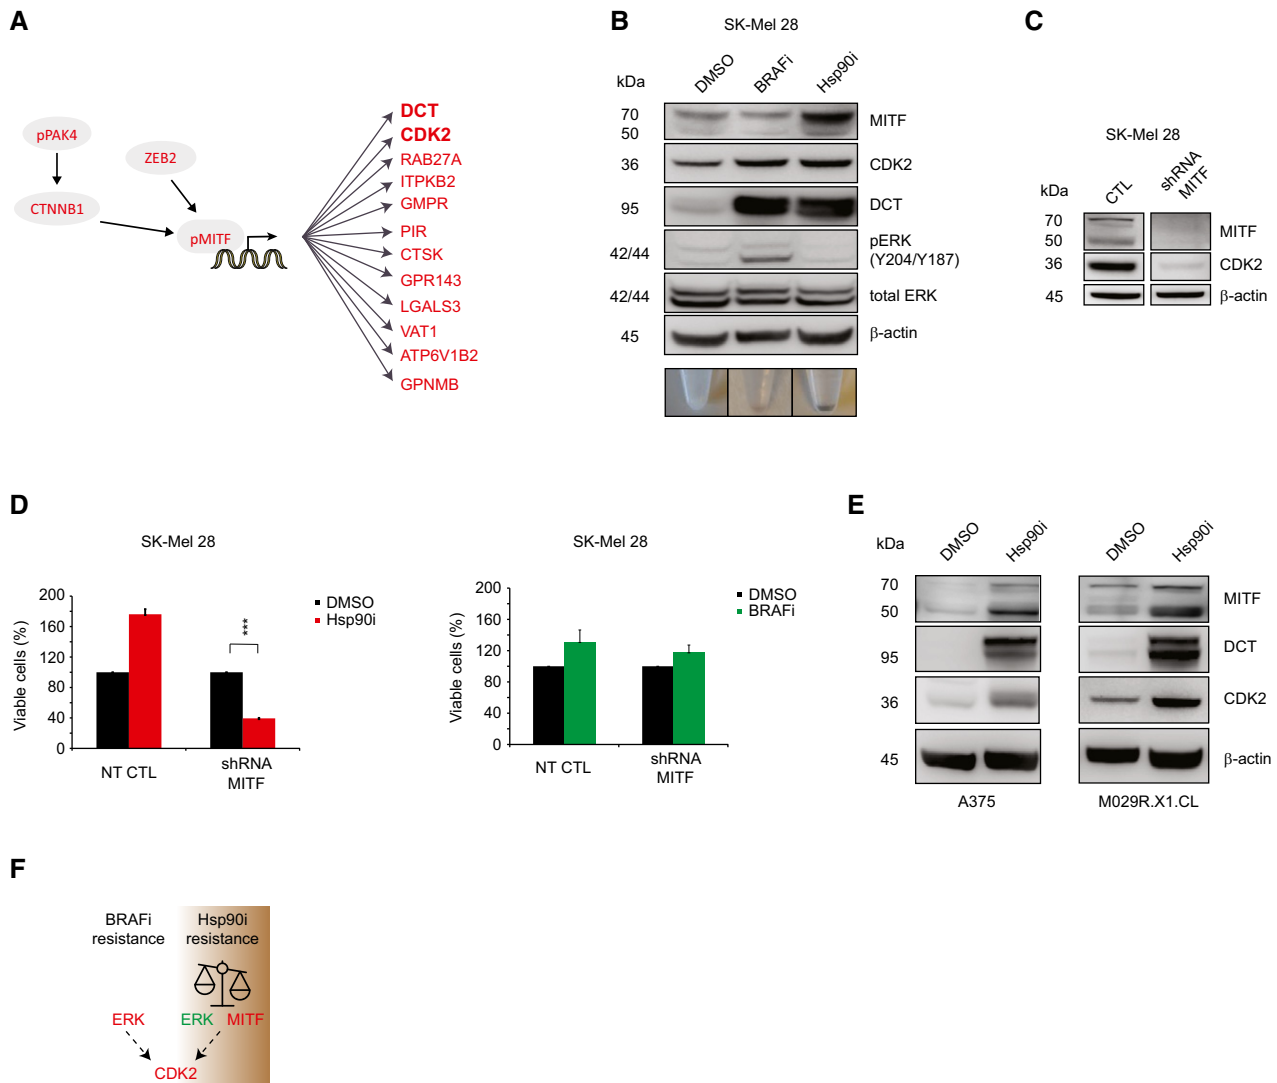 A
pPAK4
ZEB2
CTNNB1
pMITF
DCT
CDK2
RAB27A
ITPKB2
GMPR
PIR
CTSK
GPR143
LGALS3
VAT1
ATP6V1B2
GPNMB
B
SK-Mel 28
kDa
DMSO
BRAFi
Hsp90i
70
50
MITF
36
CDK2
95
DCT
42/44
pERK
(Y204/Y187)
42/44
total ERK
45
β-actin
C
SK-Mel 28
kDa
CTL
shRNA
MITF
70
50
MITF
36
CDK2
45
β-actin
D
SK-Mel 28
Viable cells (%)
200
160
120
80
40
0
***
DMSO
Hsp90i
NT CTL
shRNA
MITF
SK-Mel 28
Viable cells (%)
200
160
120
80
40
0
DMSO
BRAFi
NT CTL
shRNA
MITF
E
kDa
DMSO
Hsp90i
DMSO
Hsp90i
70
50
MITF
95
DCT
36
CDK2
45
β-actin
A375
M029R.X1.CL
F
BRAFi
resistance
Hsp90i
resistance
ERK
ERK
MITF
CDK2